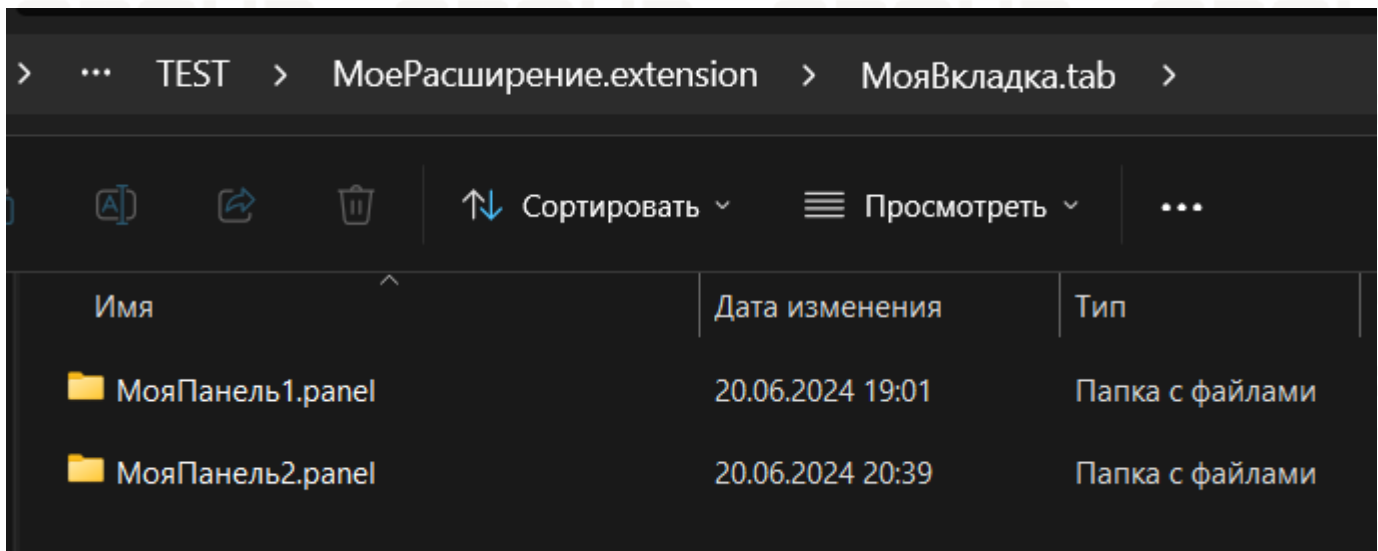 > ··· TEST > МоеРасширение.extension > МояВкладка.tab >
Сортировать Просмотреть ···
Имя Дата изменения Тип
МояПанель1.panel 20.06.2024 19:01 Папка с файлами
МояПанель2.panel 20.06.2024 20:39 Папка с файлами